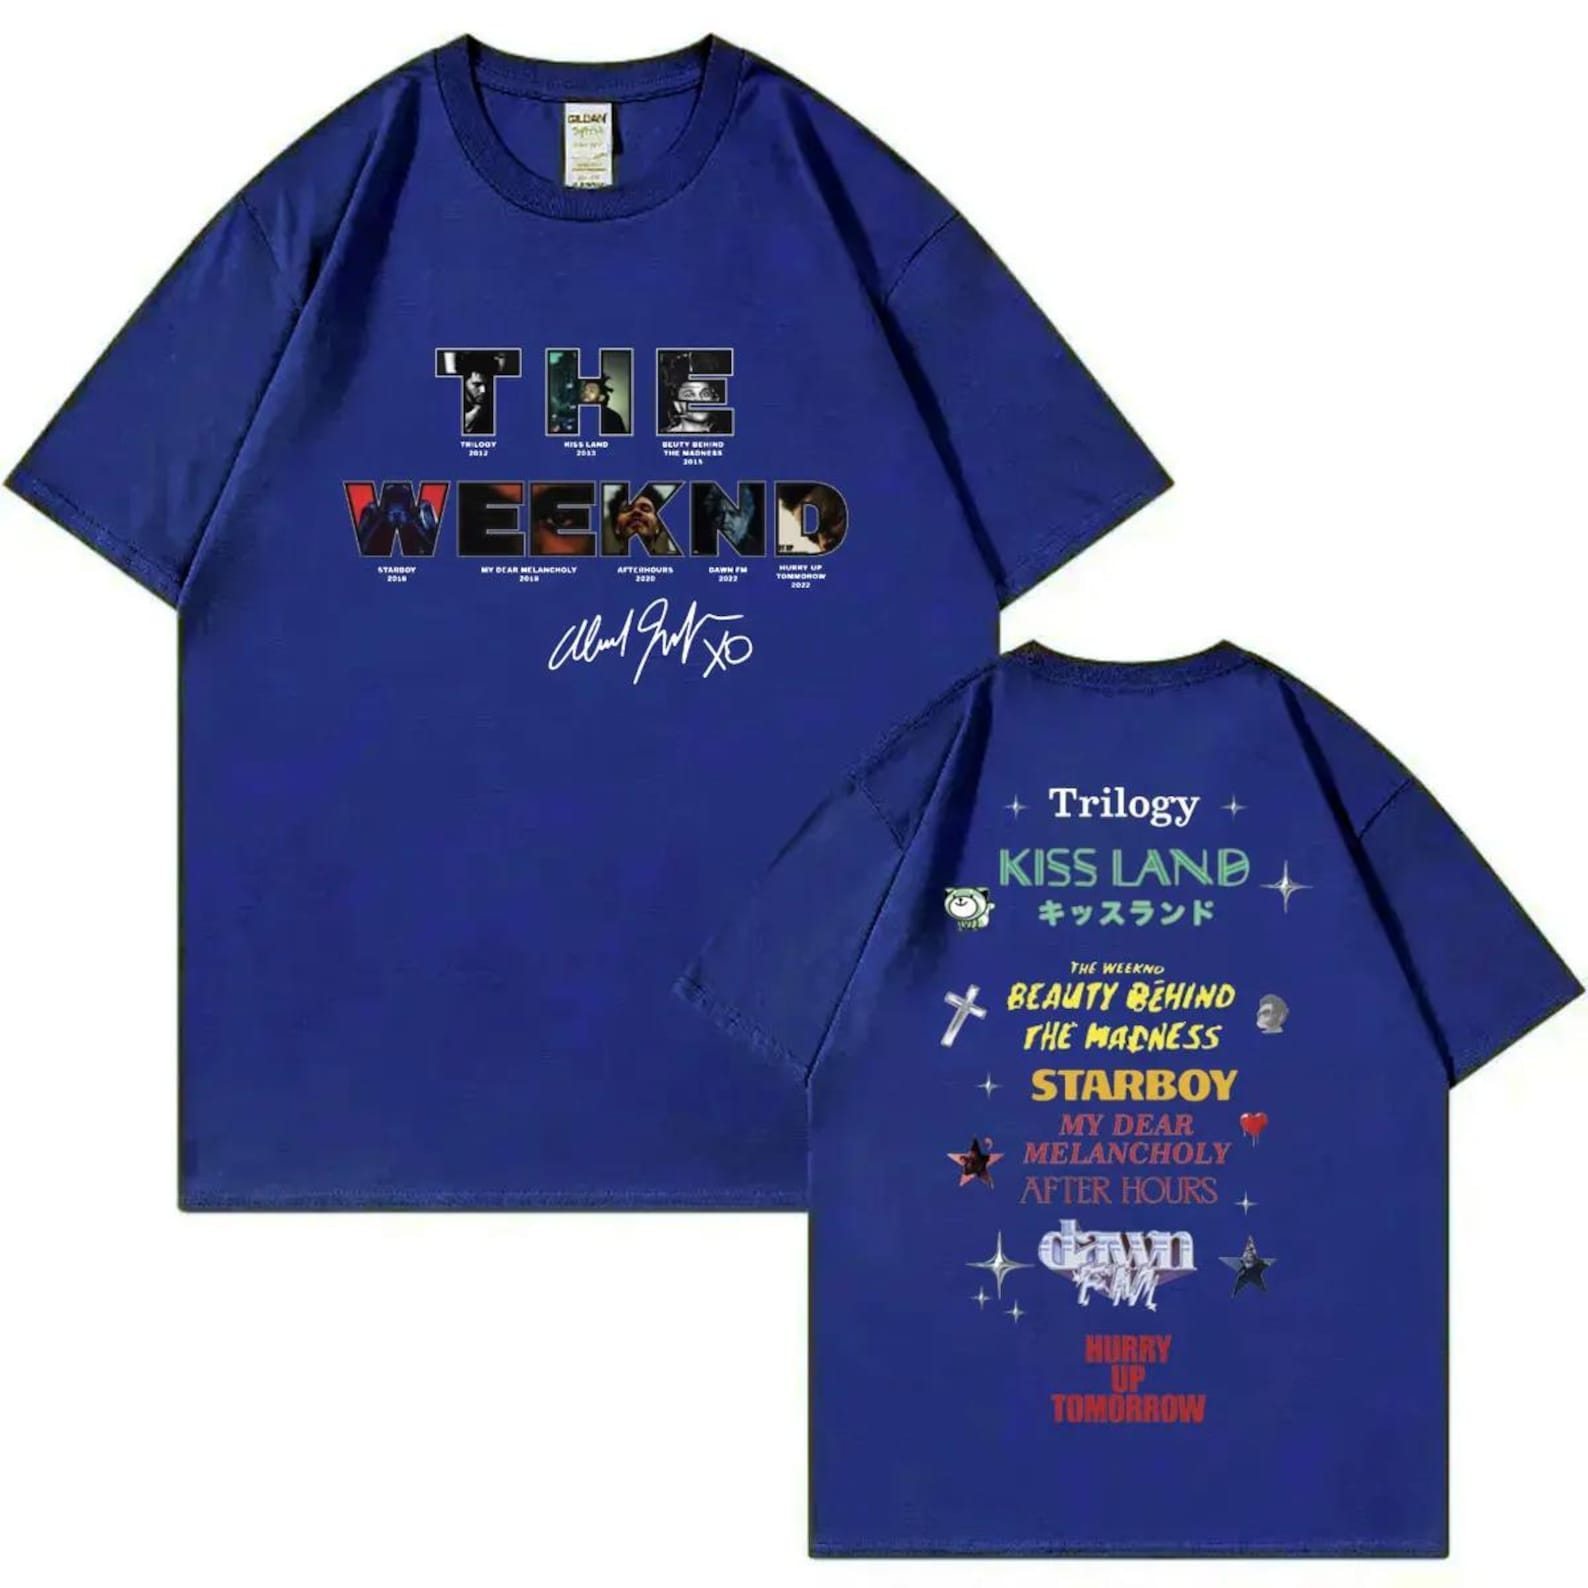 GILDAN
THE
TRILOGY
2012
KISS LAND
2013
BEUTY BEHIND
THE MADNESS
2015
WEEKND
STARBOY
2016
MY DEAR MELANCHOLY
2018
AFTERHOURS
2020
DAWN FM
2022
HURRY UP
TOMMOROW
2022
XO
Trilogy
KISS LAND
キッスランド
THE WEEKND
BEAUTY BEHIND
THE MADNESS
STARBOY
MY DEAR
MELANCHOLY
AFTER HOURS
dawn
FM
HURRY
UP
TOMORROW